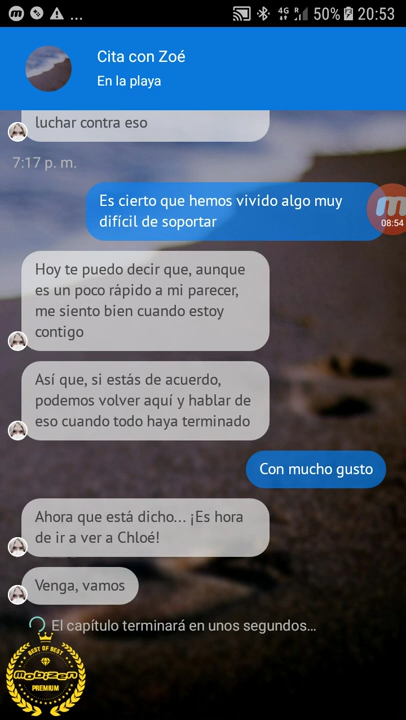 ... 4G R 50% 20:53
Cita con Zoé
En la playa
luchar contra eso
7:17 p. m.
Es cierto que hemos vivido algo muy
difícil de soportar
08:54
Hoy te puedo decir que, aunque
es un poco rápido a mi parecer,
me siento bien cuando estoy
contigo
Así que, si estás de acuerdo,
podemos volver aquí y hablar de
eso cuando todo haya terminado
Con mucho gusto
Ahora que está dicho... ¡Es hora
de ir a ver a Chloé!
Venga, vamos
El capítulo terminará en unos segundos...
BEST OF BEST
MOBIZEN
PREMIUM